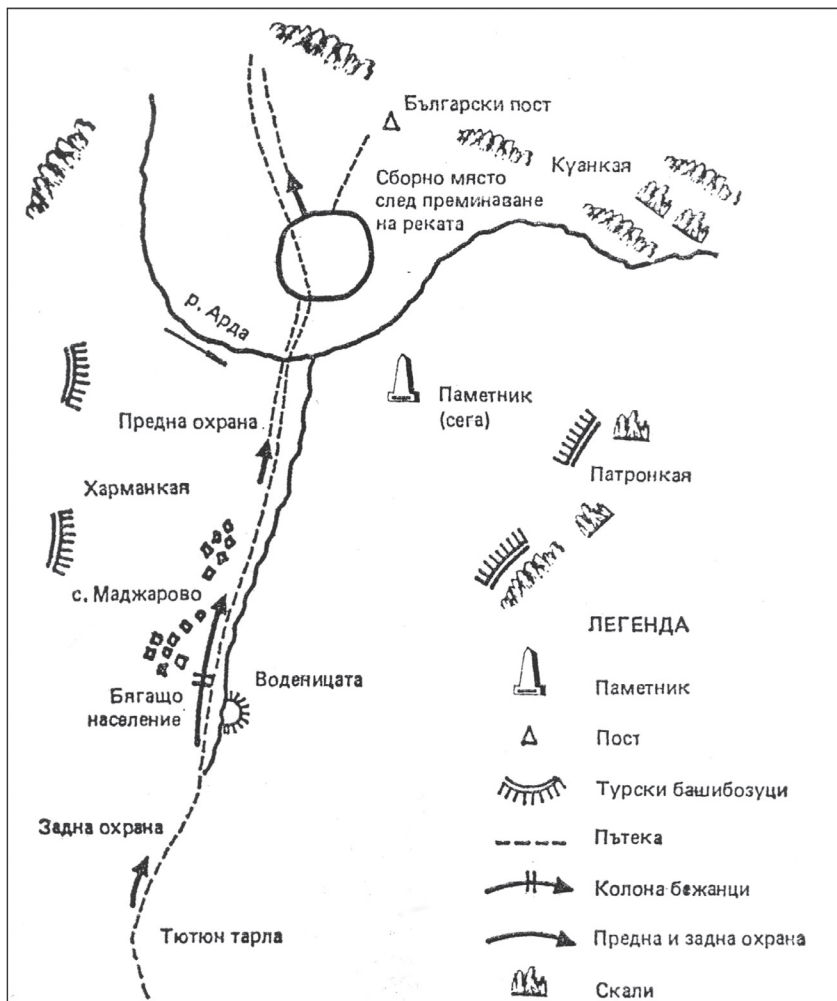 Български пост
Куанкая
Сборно място
след преминаване
на реката
р. Арда
Паметник
(сега)
Предна охрана
Патронкая
Харманкая
с. Маджарово
Бягащо
население
Воденицата
Задна охрана
Тютюн тарла
ЛЕГЕНДА
Паметник
Пост
Турски башибозуци
Пътека
Колона бежанци
Предна и задна охрана
Скали